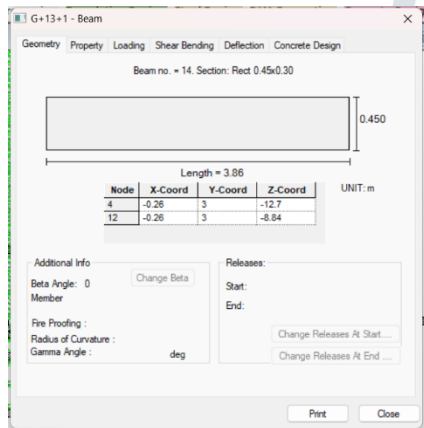 G+13+1 - Beam
Geometry Property Loading Shear Bending Deflection Concrete Design
Beam no. = 14. Section: Rect 0.45x0.30
0.450
Length = 3.86
UNIT: m
Node X-Coord Y-Coord Z-Coord
4 -0.26 3 -12.7
12 -0.26 3 -8.84
Additional Info
Beta Angle: 0
Change Beta
Member
Fire Proofing :
Radius of Curvature :
Gamma Angle : deg
Releases:
Start:
End:
Change Releases At Start....
Change Releases At End ....
Print Close